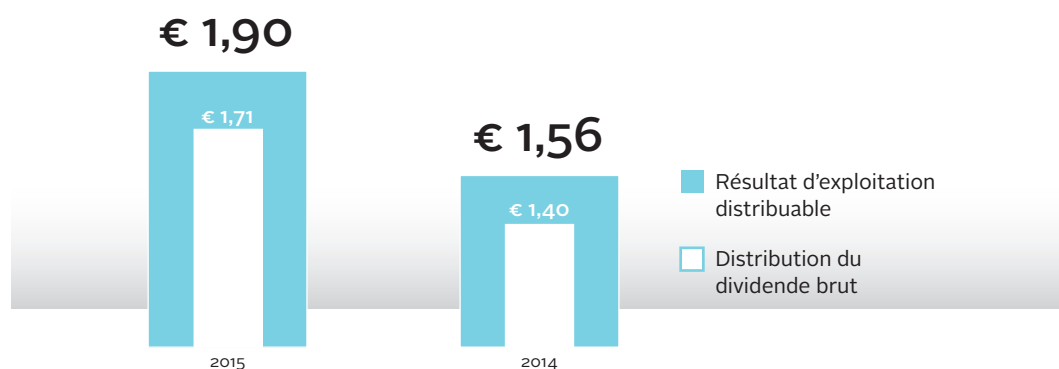 € 1,90
€ 1,71
2015
€ 1,56
€ 1,40
2014
Résultat d'exploitation
distribuable
Distribution du
dividende brut